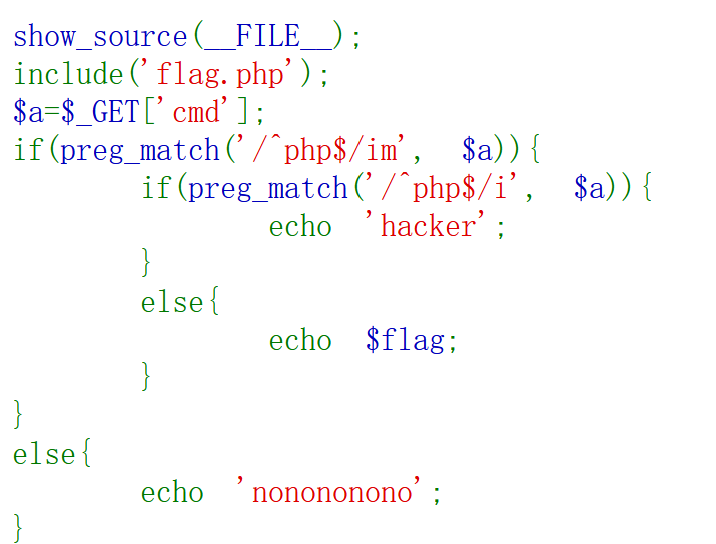 show_source(__FILE__);
include('flag.php');
$a=$_GET['cmd'];
if(preg_match('/^php$/im', $a)){
if(preg_match('/^php$/i', $a)){
echo 'hacker';
}
else{
echo $flag;
}
}
else{
echo 'nonononono';
}